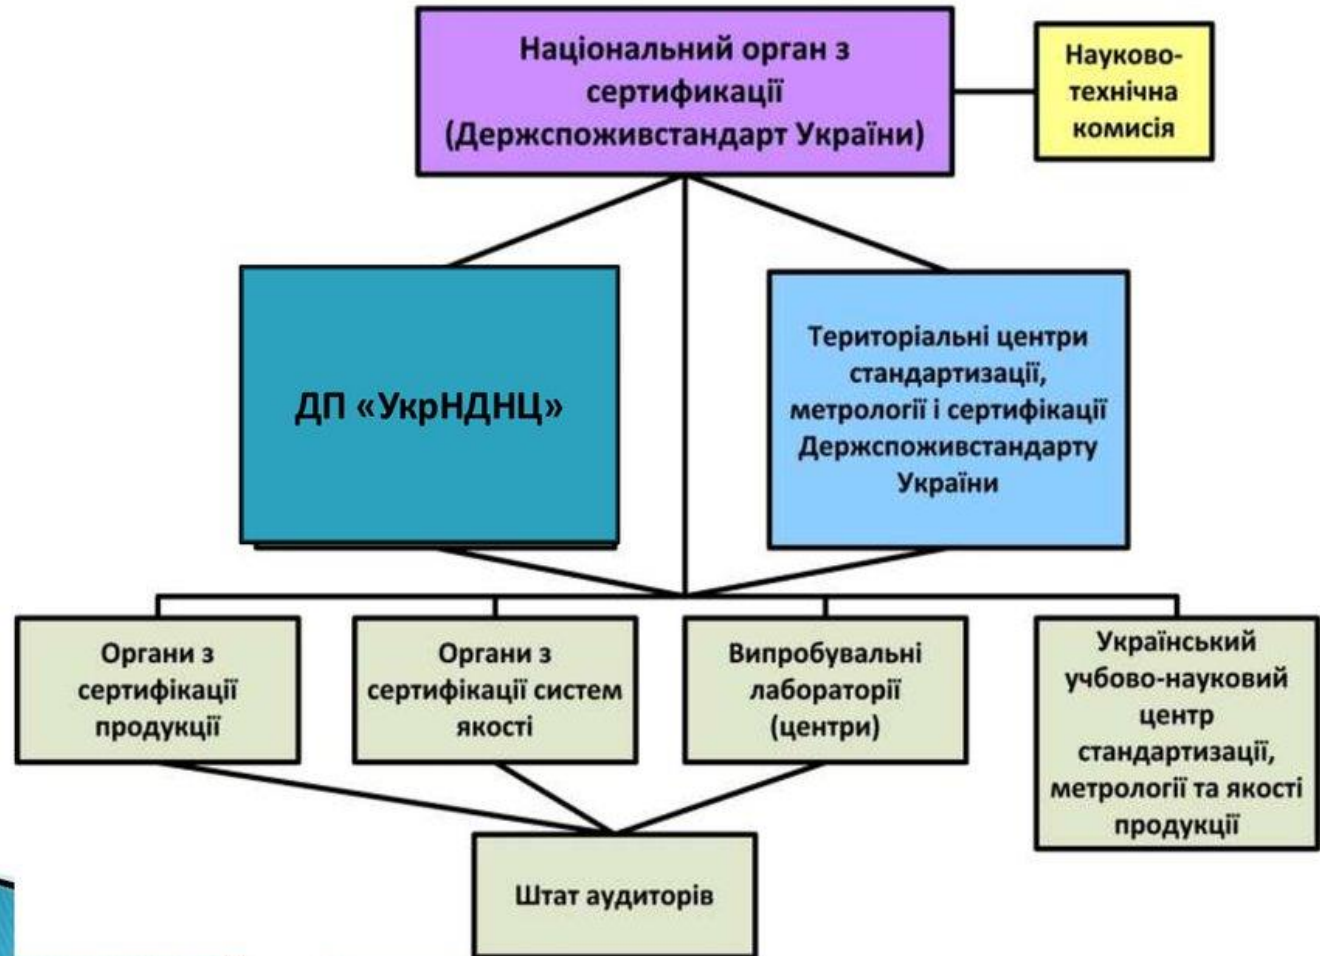 Національний орган з
сертификації
(Держспоживстандарт України)
Науково-
технічна
комисія
ДП «УкрНДНЦ»
Територіальні центри
стандартизації,
метрології і сертифікації
Держспоживстандарту
України
Органи з
сертифікації
продукції
Органи з
сертифікації систем
якості
Випробувальні
лабораторії
(центри)
Український
учбово-науковий
центр
стандартизації,
метрології та якості
продукції
Штат аудиторів